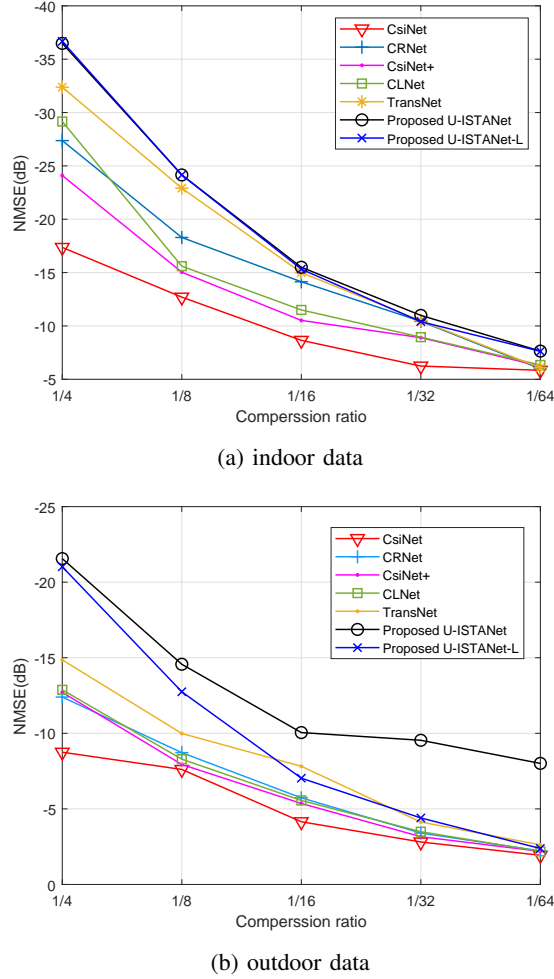 -40
-35
-30
-25
-20
-15
-10
-5
NMSE(dB)
CsiNet
CRNet
CsiNet+
CLNet
TransNet
Proposed U-ISTANet
Proposed U-ISTANet-L
1/4 1/8 1/16 1/32 1/64
Comperssion ratio
(a) indoor data
-25
-20
-15
-10
-5
0
NMSE(dB)
CsiNet
CRNet
CsiNet+
CLNet
TransNet
Proposed U-ISTANet
Proposed U-ISTANet-L
1/4 1/8 1/16 1/32 1/64
Comperssion ratio
(b) outdoor data